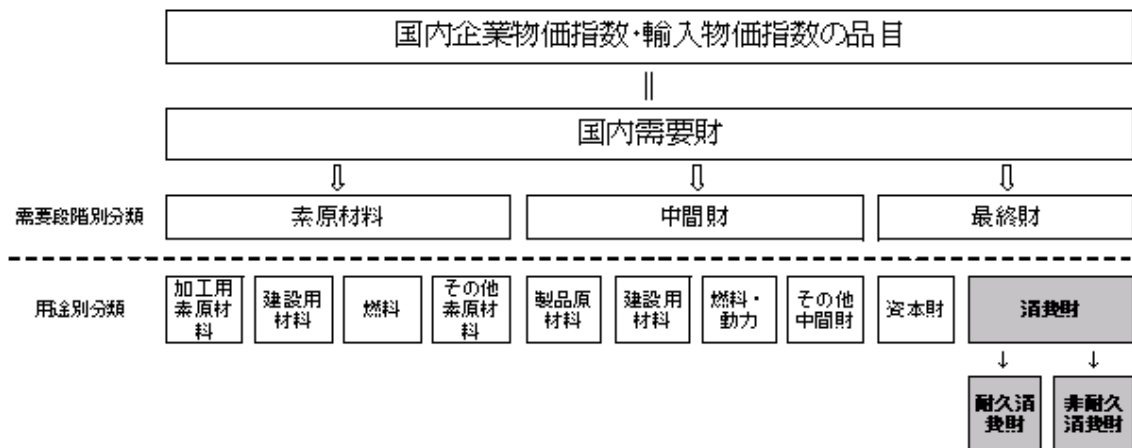 国内企業物価指数・輸入物価指数の品目
||
国内需要財
⇩ ⇩ ⇩
需要段階別分類
素原材料
中間財
最終財
用途別分類
加工用
素原材
料
建設用
材料
燃料
その他
素原材
料
製品原
材料
建設用
材料
燃料・
動力
その他
中間財
資本財
消費財
↓ ↓
耐久消
費財
非耐久
消費財